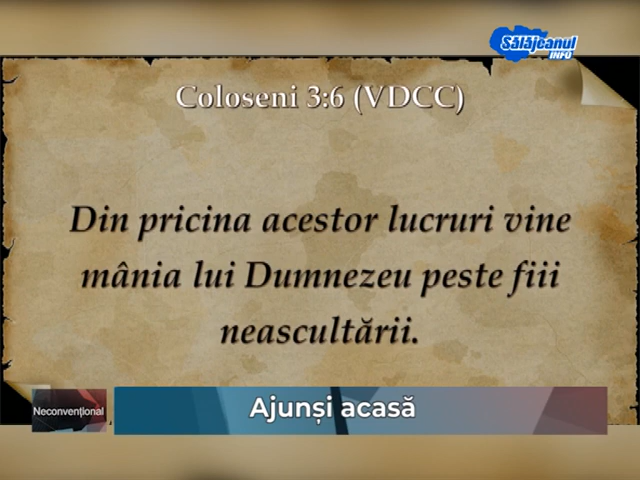 Sălăjeanul
INFO
Coloseni 3:6 (VDCC)
Din pricina acestor lucruri vine
mânia lui Dumnezeu peste fiii
neascultării.
Neconvențional
Ajunși acasă